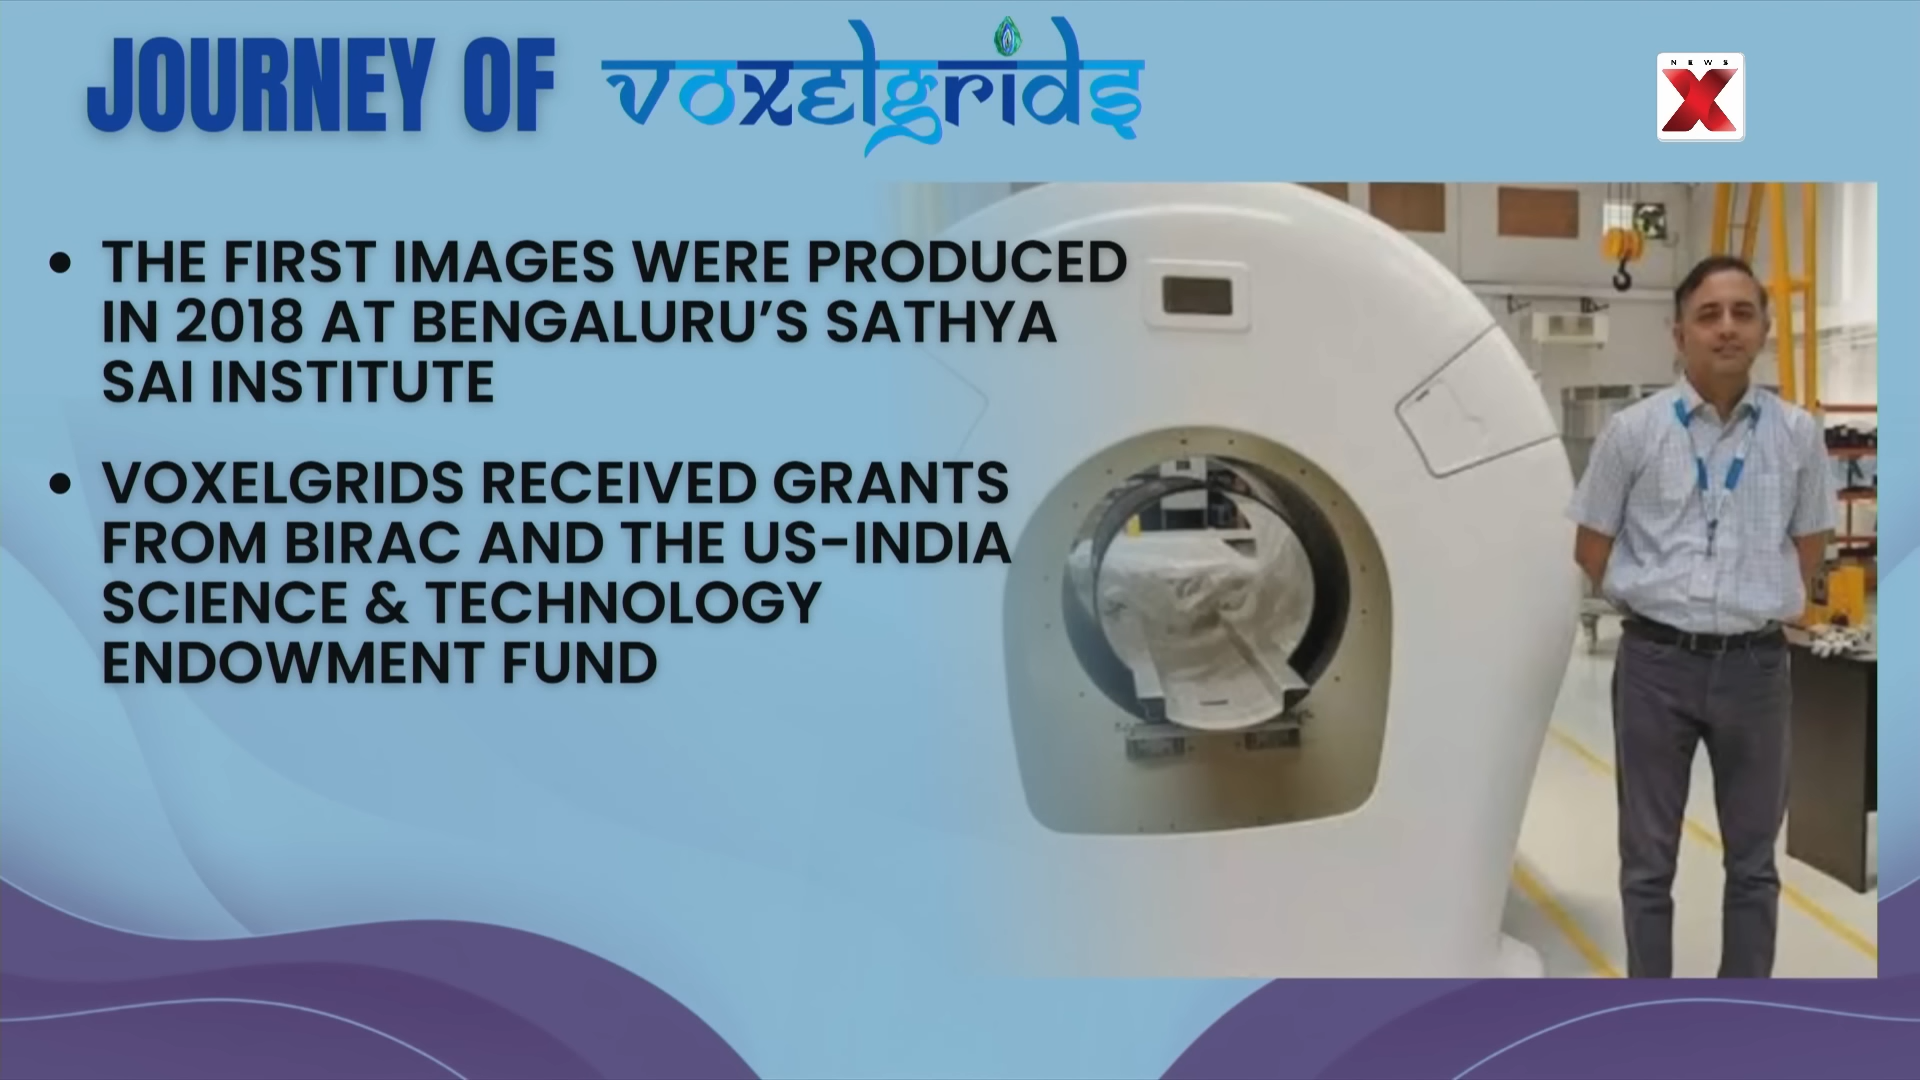 JOURNEY OF voxelgrids
NEWS
X
• THE FIRST IMAGES WERE PRODUCED
IN 2018 AT BENGALURU’S SATHYA
SAI INSTITUTE
• VOXELGRIDS RECEIVED GRANTS
FROM BIRAC AND THE US-INDIA
SCIENCE & TECHNOLOGY
ENDOWMENT FUND